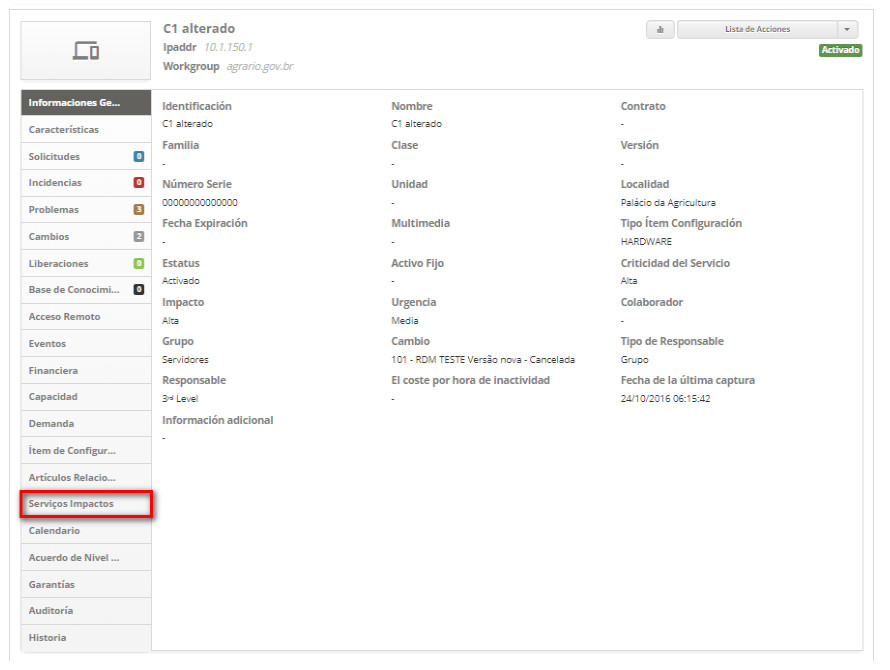 C1 alterado
Ipaddr 10.1.150.1
Workgroup agrario.gov.br
Lista de Acciones
Activado
Informaciones Ge...
Características
Solicitudes 0
Incidencias 0
Problemas 3
Cambios 2
Liberaciones 0
Base de Conocimi... 0
Acceso Remoto
Eventos
Financiera
Capacidad
Demanda
Ítem de Configur...
Artículos Relacio...
Serviços Impactos
Calendario
Acuerdo de Nivel ...
Garantías
Auditoría
Historia
Identificación Nombre Contrato
C1 alterado C1 alterado -
Familia Clase Versión
- - -
Número Serie Unidad Localidad
00000000000000 - Palácio da Agricultura
Fecha Expiración Multimedia Tipo Ítem Configuración
- - HARDWARE
Estatus Activo Fijo Criticidad del Servicio
Activado - Alta
Impacto Urgencia Colaborador
Alta Media -
Grupo Cambio Tipo de Responsable
Servidores 101 - RDM TESTE Versão nova - Cancelada Grupo
Responsable El coste por hora de inactividad Fecha de la última captura
3rd Level - 24/10/2016 06:15:42
Información adicional
-